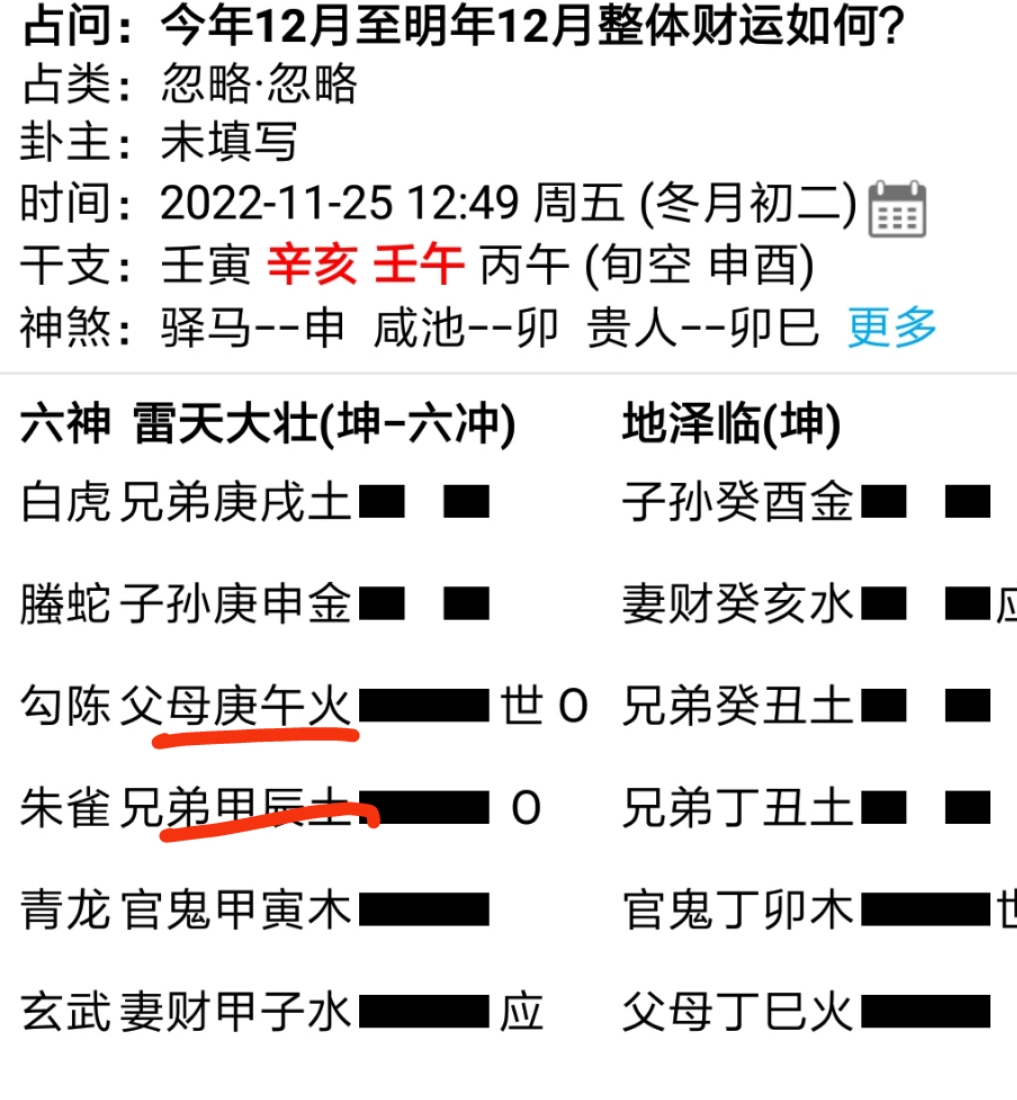 占问：今年12月至明年12月整体财运如何？
占类：忽略·忽略
卦主：未填写
时间：2022-11-25 12:49 周五 (冬月初二)
干支：壬寅 辛亥 壬午 丙午 (旬空 申酉)
神煞：驿马--申 咸池--卯 贵人--卯巳 更多
六神 雷天大壮(坤-六冲) 地泽临(坤)
白虎 兄弟庚戌土 子孙癸酉金
螣蛇 子孙庚申金 妻财癸亥水 应
勾陈 父母庚午火 世 O 兄弟癸丑土
朱雀 兄弟甲辰土 O 兄弟丁丑土
青龙 官鬼甲寅木 官鬼丁卯木 世
玄武 妻财甲子水 应 父母丁巳火